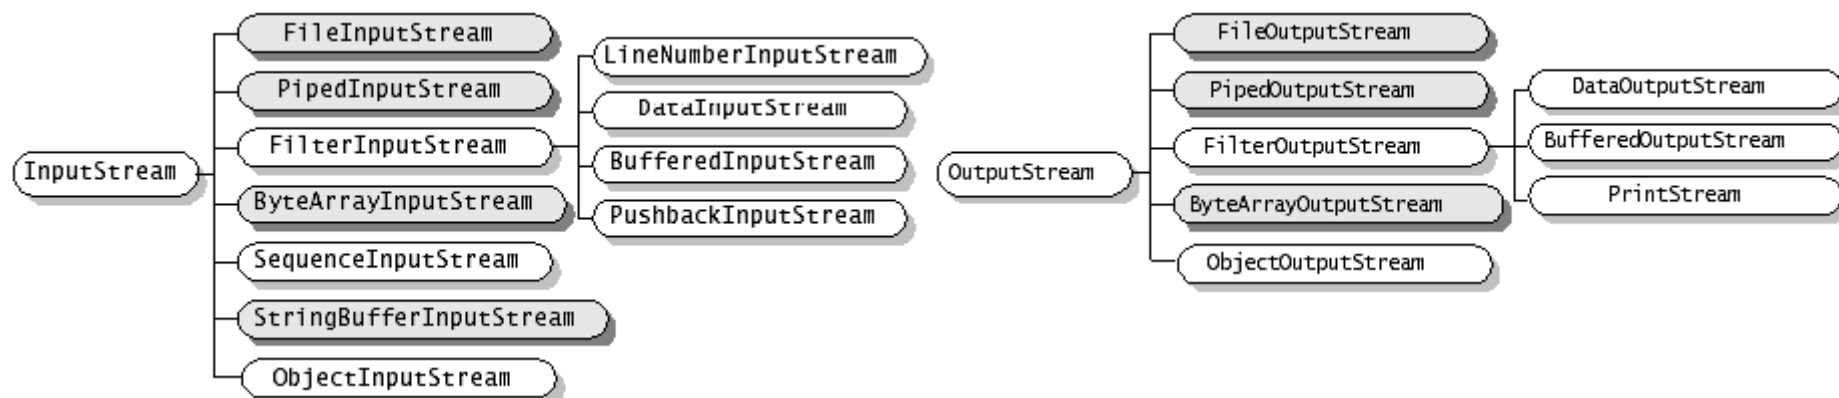 InputStream
FileInputStream
PipedInputStream
FilterInputStream
ByteArrayInputStream
SequenceInputStream
StringBufferInputStream
ObjectInputStream
LineNumberInputStream
DataInputStream
BufferedInputStream
PushbackInputStream
OutputStream
FileOutputStream
PipedOutputStream
FilterOutputStream
ByteArrayOutputStream
ObjectOutputStream
DataOutputStream
BufferedOutputStream
PrintStream